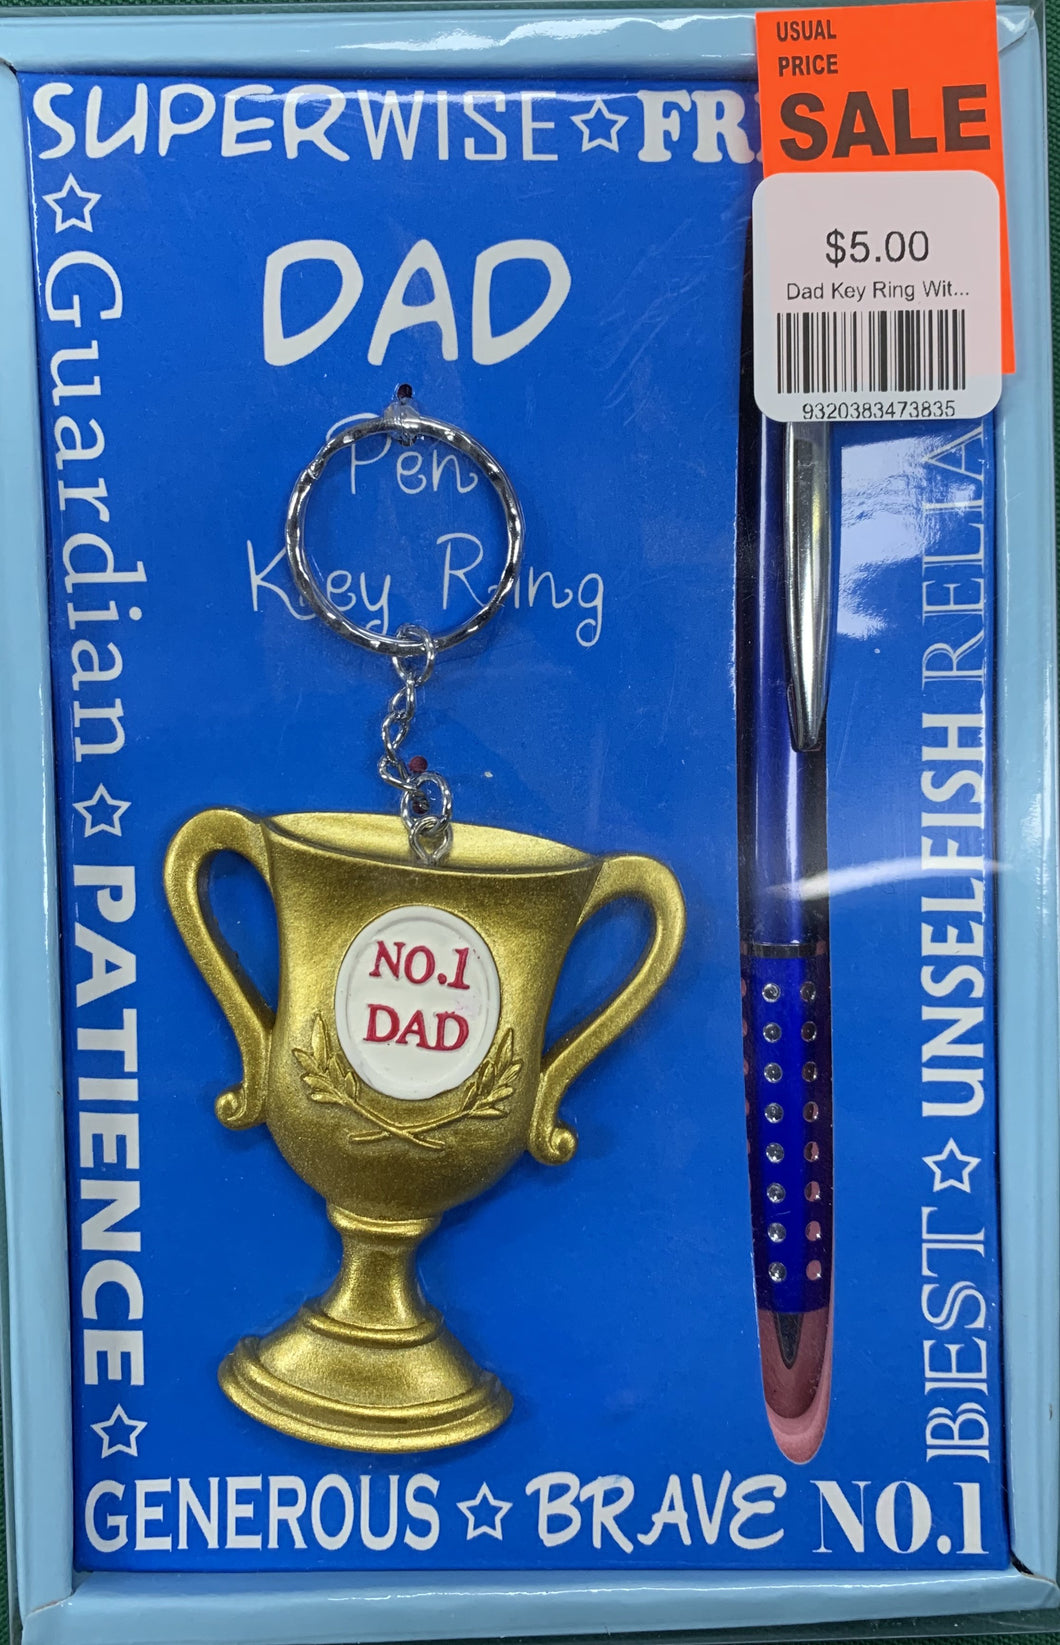 USUAL
PRICE
SALE
$5.00
Dad Key Ring Wit...
9320383473835
SUPERWISE
DAD
Pen
Key Ring
NO.1
DAD
Guardian
PATIENCE
GENEROUS
BRAVE
NO.1
BEST
UNSELFISH